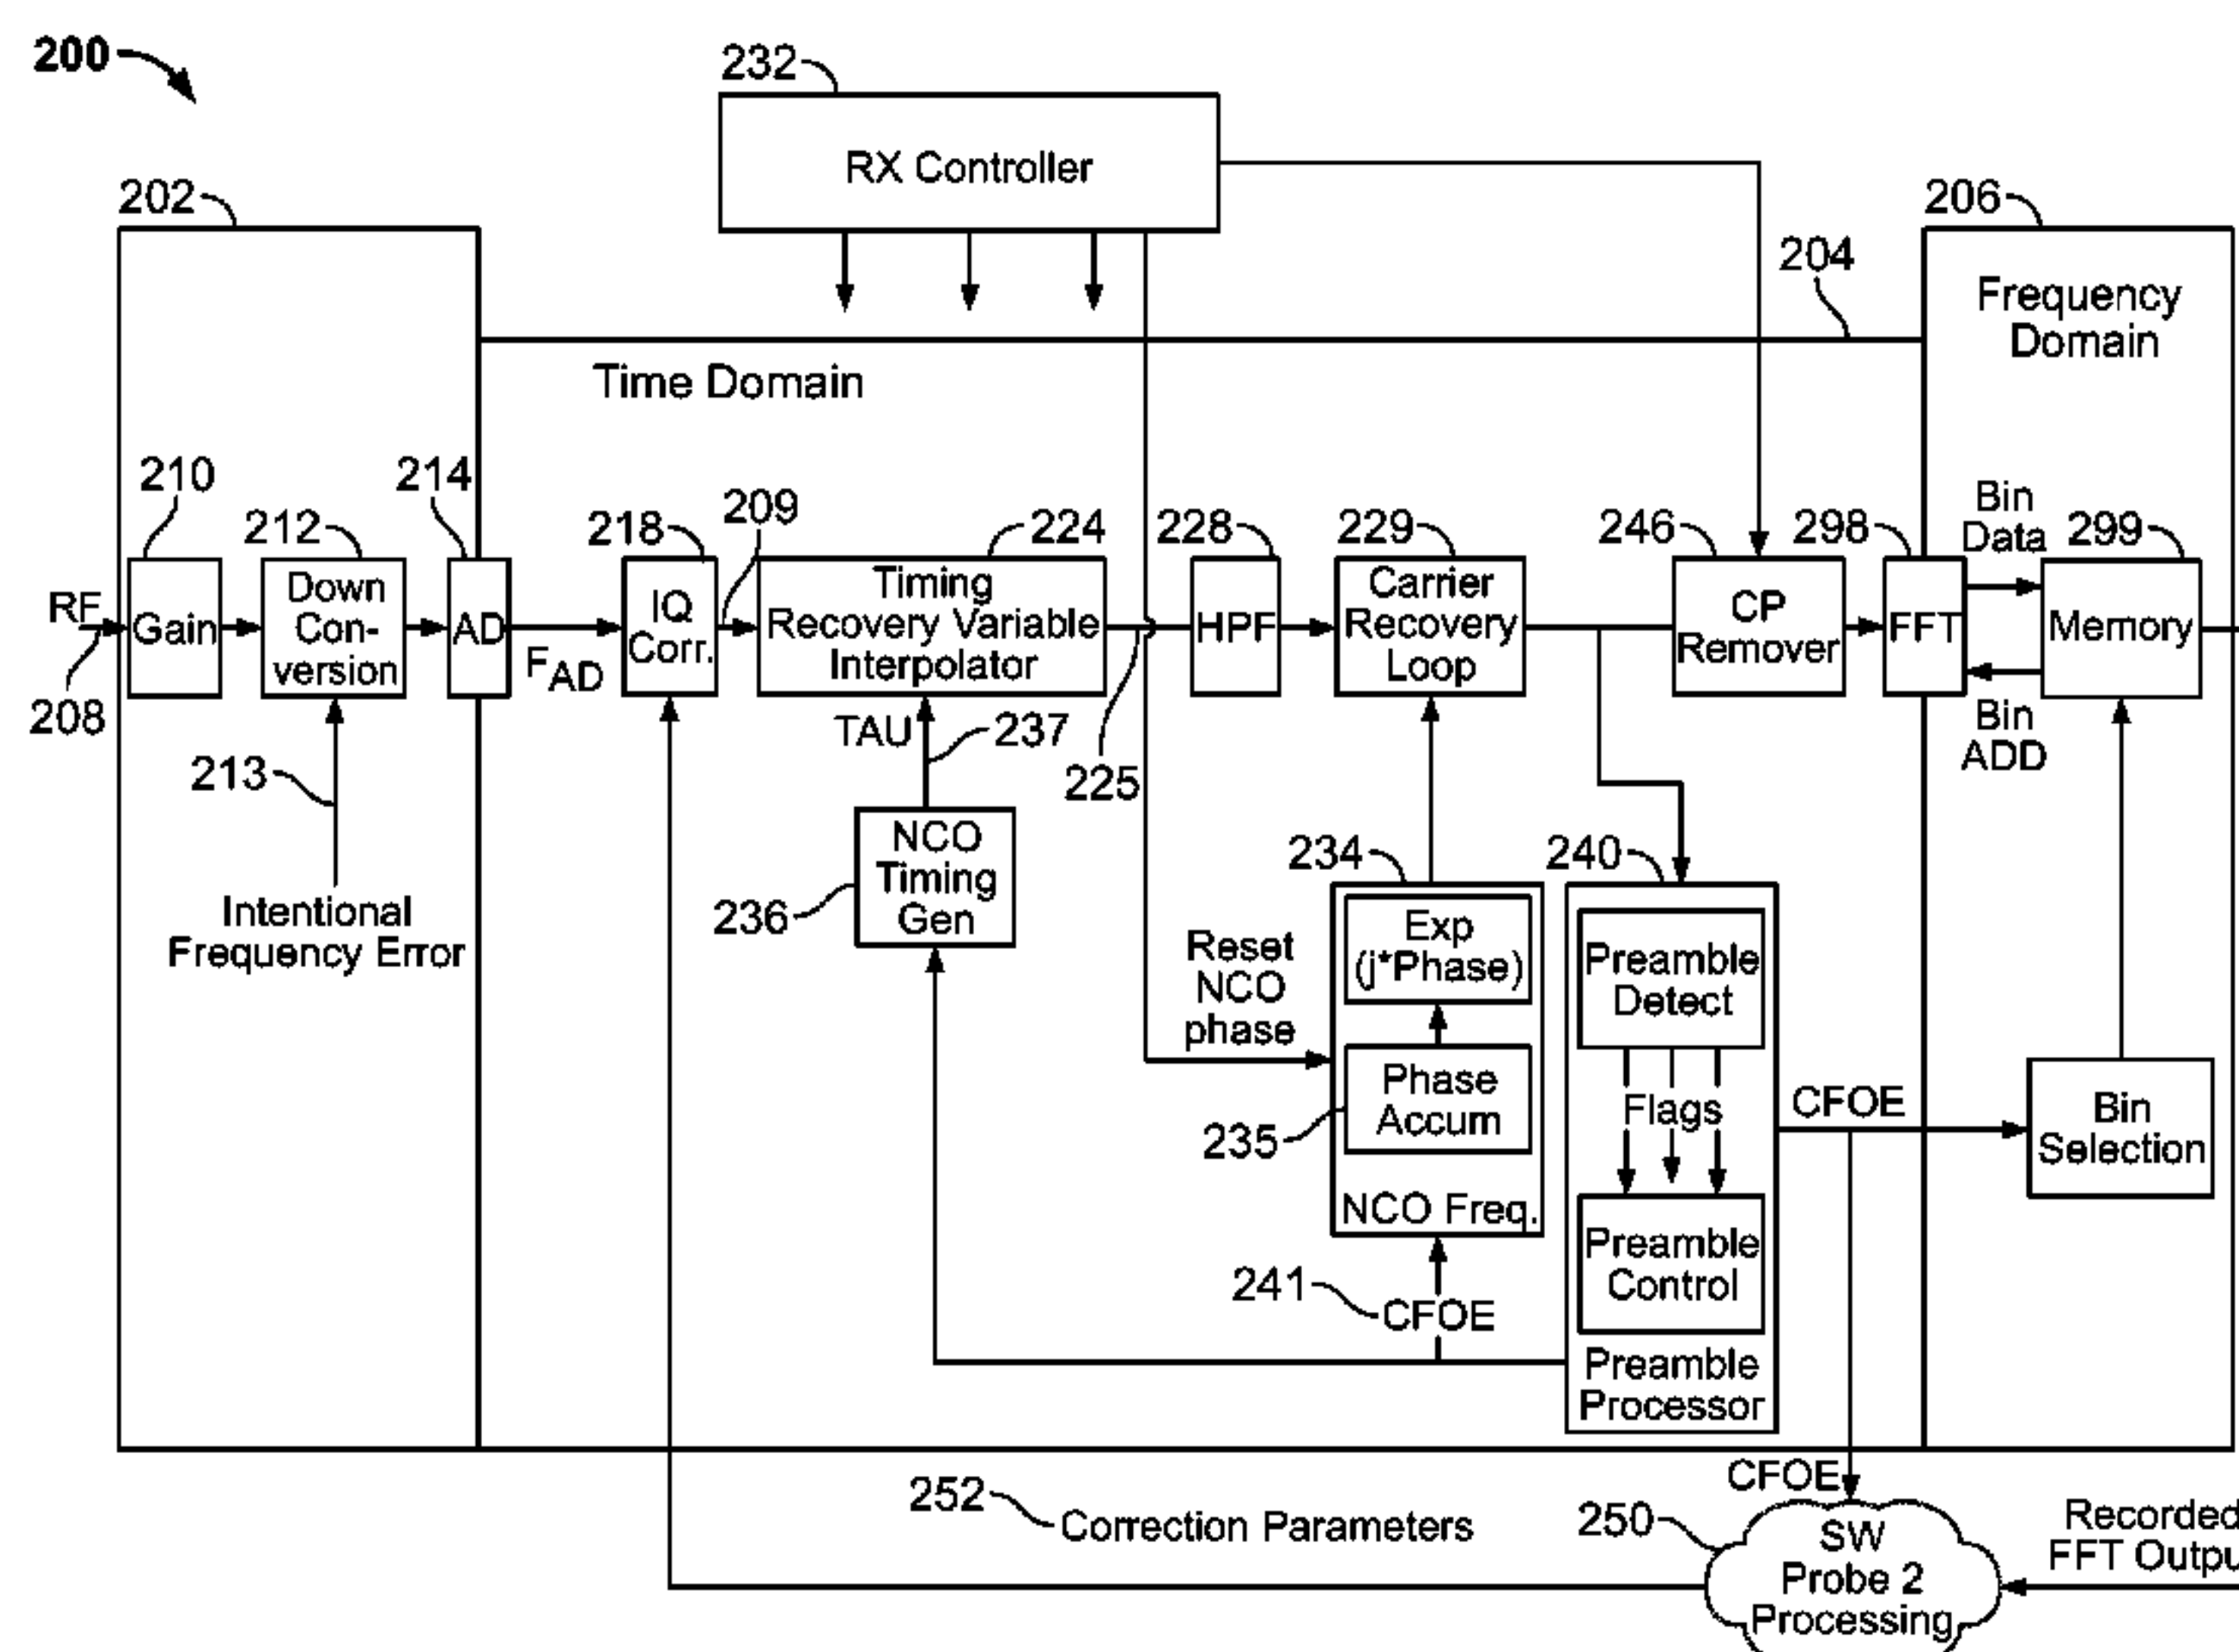 200
232
RX Controller
202
206
204
Frequency
Domain
Time Domain
210
214
212
218
209
224
228
229
246
298
Bin
Data
299
RF
Gain
Down
Con-
version
AD
FAD
IQ
Corr.
Timing
Recovery Variable
Interpolator
HPF
Carrier
Recovery
Loop
CP
Remover
FFT
Memory
208
Bin
ADD
TAU
237
225
213
NCO
Timing
Gen
236
Intentional
Frequency Error
234
240
Exp
(j*Phase)
Preamble
Detect
Reset
NCO
phase
Phase
Accum
235
Flags
CFOE
Bin
Selection
NCO Freq.
Preamble
Control
241
CFOE
Preamble
Processor
CFOE
252
Correction Parameters
250
SW
Probe 2
Processing
Recorded
FFT Outpu